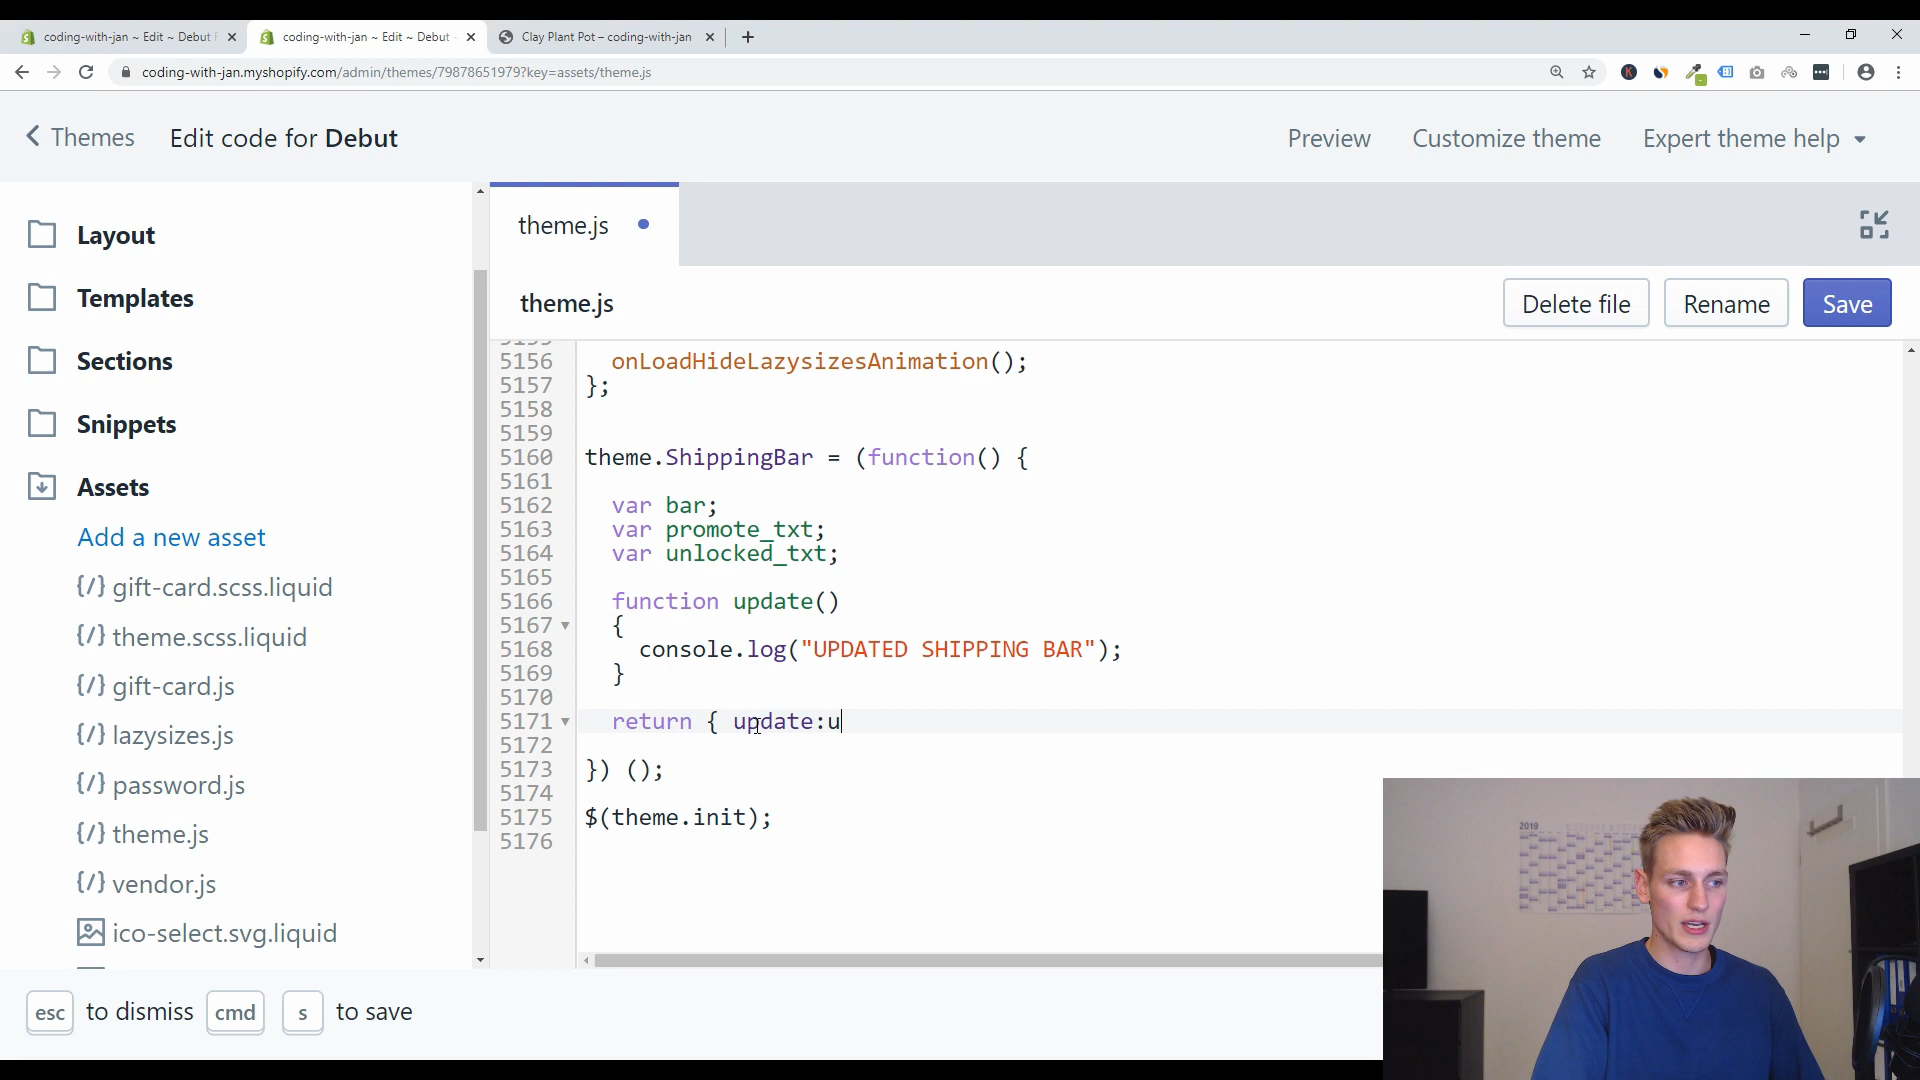 coding-with-jan ~ Edit ~ Debut
coding-with-jan ~ Edit ~ Debut -
Clay Plant Pot – coding-with-jan
coding-with-jan.myshopify.com/admin/themes/79878651979?key=assets/theme.js
Themes
Edit code for Debut
Preview
Customize theme
Expert theme help
Layout
Templates
Sections
Snippets
Assets
Add a new asset
{/} gift-card.scss.liquid
{/} theme.scss.liquid
{/} gift-card.js
{/} lazysizes.js
{/} password.js
{/} theme.js
{/} vendor.js
ico-select.svg.liquid
theme.js
theme.js
Delete file
Rename
Save
5155
5156 onLoadHideLazysizesAnimation();
5157 };
5158
5159
5160 theme.ShippingBar = (function() {
5161
5162 var bar;
5163 var promote_txt;
5164 var unlocked_txt;
5165
5166 function update()
5167 {
5168 console.log("UPDATED SHIPPING BAR");
5169 }
5170
5171 return { update:u
5172
5173 }) ();
5174
5175 $(theme.init);
5176
esc to dismiss cmd s to save
2019